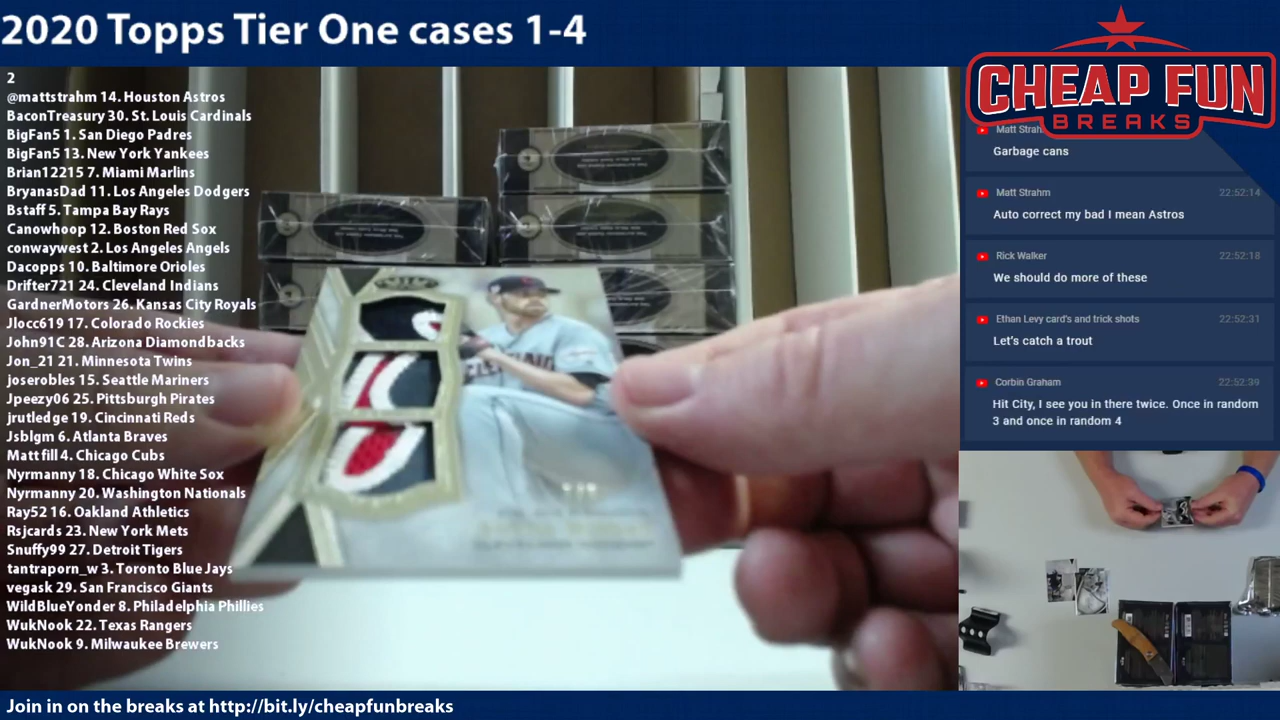 2020 Topps Tier One cases 1-4
2
@mattstrahm 14. Houston Astros
BaconTreasury 30. St. Louis Cardinals
BigFan5 1. San Diego Padres
BigFan5 13. New York Yankees
Brian12215 7. Miami Marlins
BryanasDad 11. Los Angeles Dodgers
Bstaff 5. Tampa Bay Rays
Canowhoop 12. Boston Red Sox
conwaywest 2. Los Angeles Angels
Dacopps 10. Baltimore Orioles
Drifter721 24. Cleveland Indians
GardnerMotors 26. Kansas City Royals
Jlocc619 17. Colorado Rockies
John91C 28. Arizona Diamondbacks
Jon_21 21. Minnesota Twins
joserobles 15. Seattle Mariners
Jpeezy06 25. Pittsburgh Pirates
jrutledge 19. Cincinnati Reds
Jsblgm 6. Atlanta Braves
Matt fill 4. Chicago Cubs
Nyrmanny 18. Chicago White Sox
Nyrmanny 20. Washington Nationals
Ray52 16. Oakland Athletics
Rsjcards 23. New York Mets
Snuffy99 27. Detroit Tigers
tantraporn_w 3. Toronto Blue Jays
vegask 29. San Francisco Giants
WildBlueYonder 8. Philadelphia Phillies
WukNook 22. Texas Rangers
WukNook 9. Milwaukee Brewers
CLEVELAND
CHEAP FUN
BREAKS
Matt Strah
Garbage cans
Matt Strahm 22:52:14
Auto correct my bad I mean Astros
Rick Walker 22:52:18
We should do more of these
Ethan Levy card's and trick shots 22:52:31
Let's catch a trout
Corbin Graham 22:52:39
Hit City, I see you in there twice. Once in random
3 and once in random 4
Join in on the breaks at http://bit.ly/cheapfunbreaks